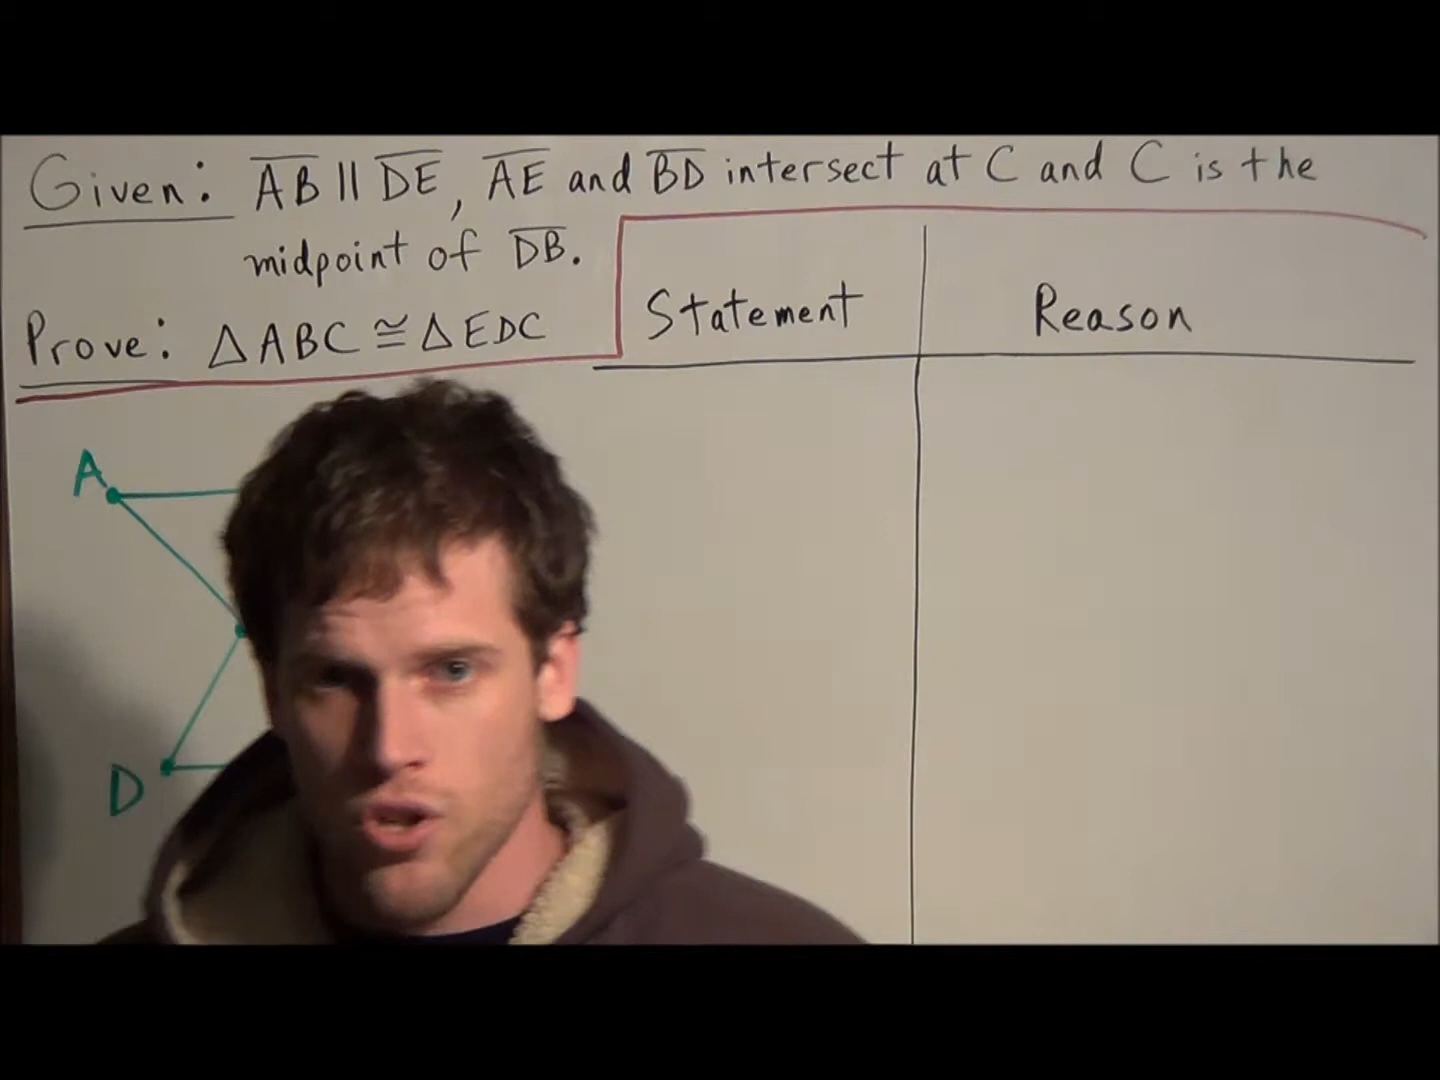 Given: AB || DE, AE and BD intersect at C and C is the
midpoint of DB.
Prove: △ABC ≅ △EDC
Statement Reason
A
D